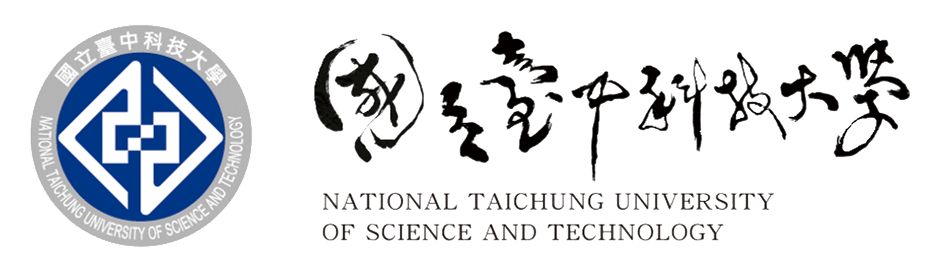 國立臺中科技大學
NATIONAL TAICHUNG UNIVERSITY OF SCIENCE AND TECHNOLOGY
國立臺中科技大學
NATIONAL TAICHUNG UNIVERSITY
OF SCIENCE AND TECHNOLOGY